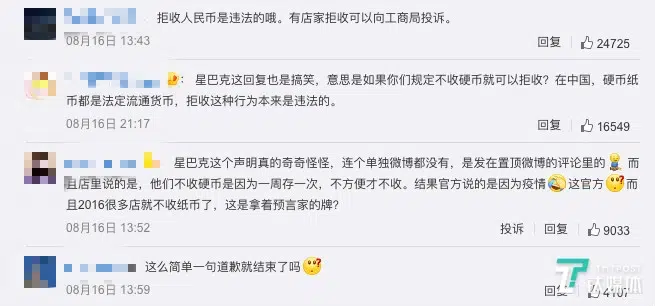 拒收人民币是违法的哦。有店家拒收可以向工商局投诉。
08月16日 13:43
回复
24725
： 星巴克这回复也是搞笑，意思是如果你们规定不收硬币就可以拒收？在中国，硬币纸
币都是法定流通货币，拒收这种行为本来是违法的。
08月16日 21:17
回复
16549
星巴克这个声明真的奇奇怪怪，连个单独微博都没有，是发在置顶微博的评论里的 而
且店里说的是，他们不收硬币是因为一周存一次，不方便才不收。结果官方说的是因为疫情 这官方 而
且2016很多店就不收纸币了，这是拿着预言家的牌？
08月16日 13:52
投诉
回复
9033
这么简单一句道歉就结束了吗
08月16日 13:59
回复
4107
钛媒体